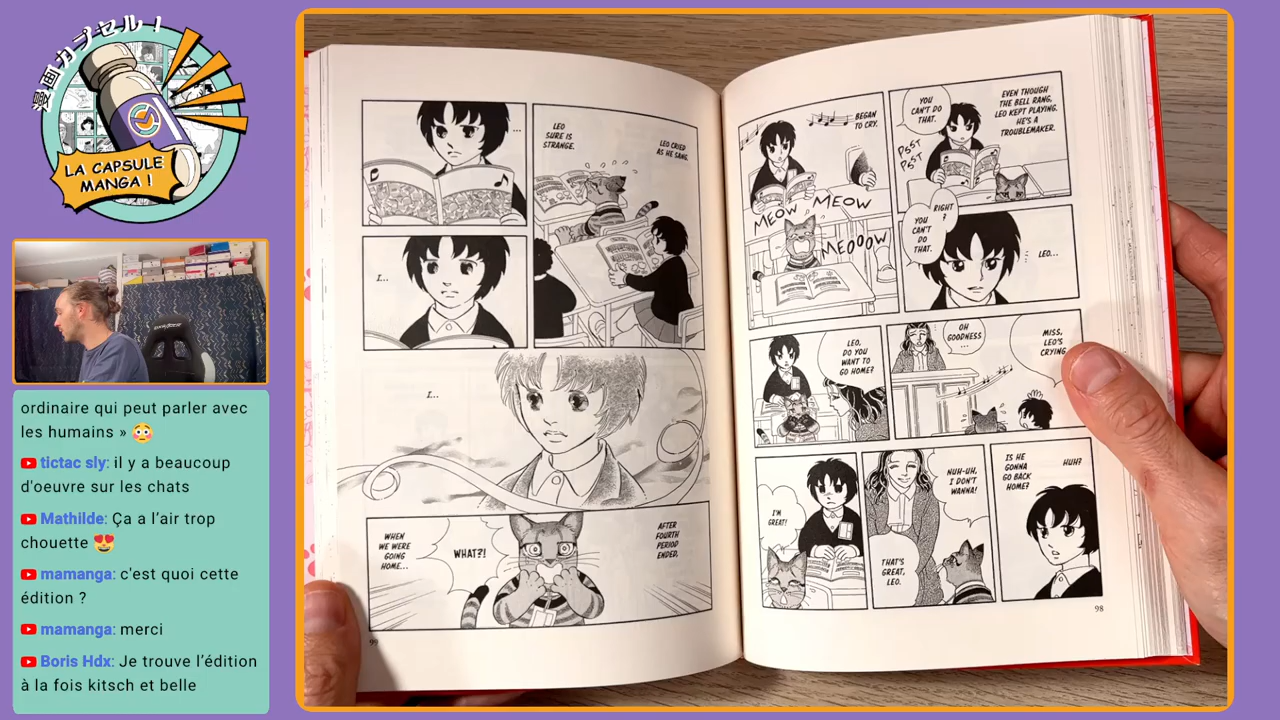 漫画カプセル！
LA CAPSULE
MANGA !
ordinaire qui peut parler avec
les humains » 😳
tictac sly: il y a beaucoup
d'oeuvre sur les chats
Mathilde: Ça a l’air trop
chouette 😍
mamanga: c'est quoi cette
édition ?
mamanga: merci
Boris Hdx: Je trouve l’édition
à la fois kitsch et belle
EVEN THOUGH
THE BELL RANG,
LEO KEPT PLAYING.
HE'S A
TROUBLEMAKER.
YOU
CAN'T DO
THAT.
PSST
PSST
BEGAN
TO CRY.
MEOW
MEOW
MEOOOW
RIGHT
?
YOU
CAN'T
DO
THAT.
LEO...
MISS,
LEO'S
CRYING.
OH
GOODNESS
...
LEO,
DO YOU
WANT TO
GO HOME?
HUH?
IS HE
GONNA
GO BACK
HOME?
NUH-UH,
I DON'T
WANNA!
THAT'S
GREAT,
LEO.
I'M
GREAT!
98
LEO CRIED
AS HE SANG.
LEO
SURE IS
STRANGE.
...
I...
I...
AFTER
FOURTH
PERIOD
ENDED,
WHAT?!
WHEN
WE WERE
GOING
HOME...
99